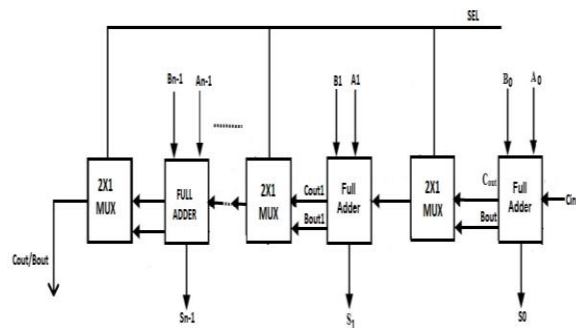 SEL
Bn-1 An-1
B1 A1
B0 A0
2X1 MUX
FULL ADDER
2X1 MUX
Cout1
Bout1
Full Adder
2X1 MUX
Cout
Bout
Full Adder
Cin
Cout/Bout
Sn-1
S1
S0